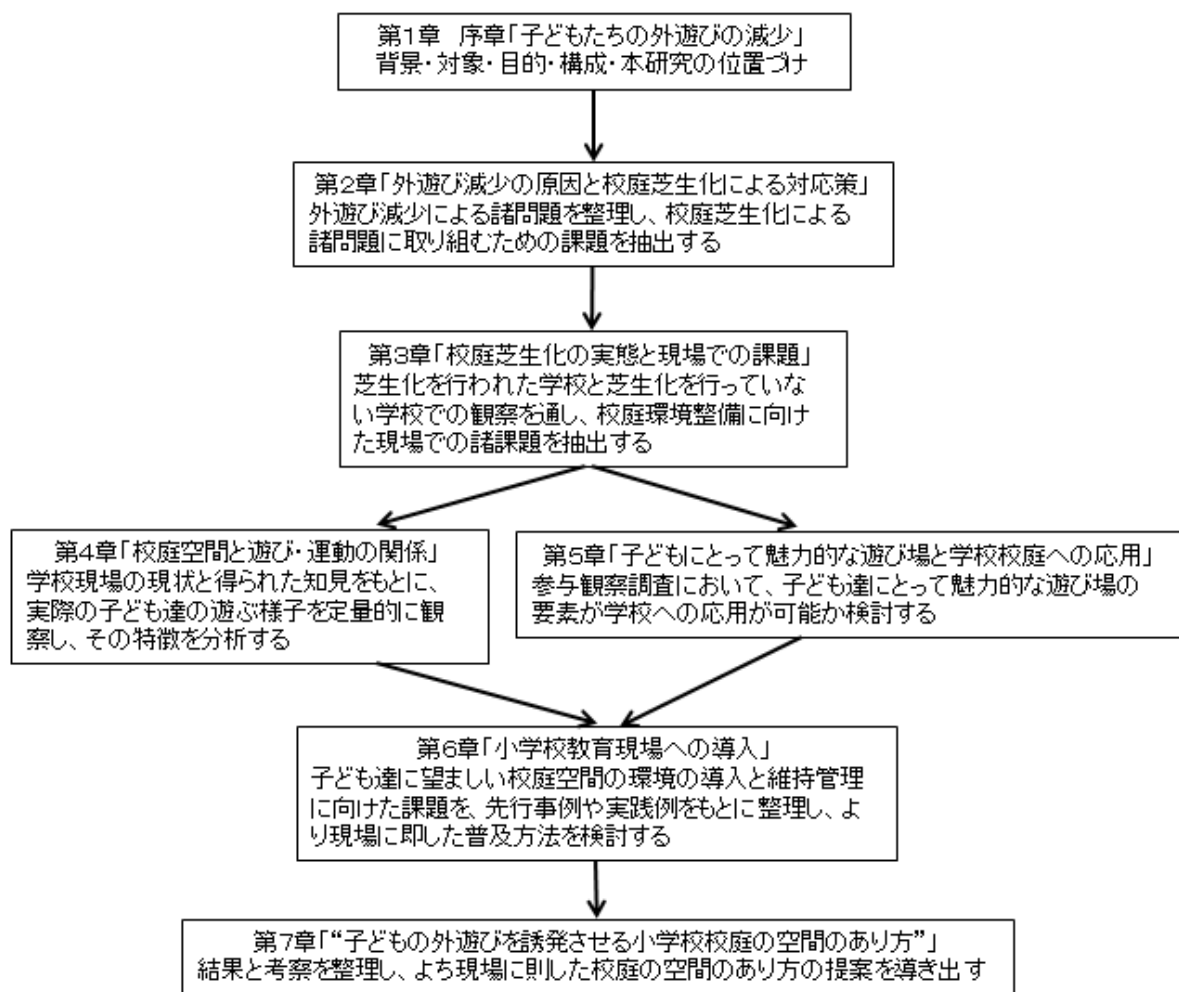 第1章　序章「子どもたちの外遊びの減少」
背景・対象・目的・構成・本研究の位置づけ
第2章「外遊び減少の原因と校庭芝生化による対応策」
外遊び減少による諸問題を整理し、校庭芝生化による
諸問題に取り組むための課題を抽出する
第3章「校庭芝生化の実態と現場での課題」
芝生化を行われた学校と芝生化を行っていな
い学校での観察を通し、校庭環境整備に向け
た現場での諸課題を抽出する
第4章「校庭空間と遊び・運動の関係」
学校現場の現状と得られた知見をもとに、
実際の子ども達の遊ぶ様子を定量的に観
察し、その特徴を分析する
第5章「子どもにとって魅力的な遊び場と学校校庭への応用」
参与観察調査において、子ども達にとって魅力的な遊び場の
要素が学校への応用が可能か検討する
第6章「小学校教育現場への導入」
子ども達に望ましい校庭空間の環境の導入と維持管理
に向けた課題を、先行事例や実践例をもとに整理し、よ
り現場に即した普及方法を検討する
第7章「“子どもの外遊びを誘発させる小学校校庭の空間のあり方”」
結果と考察を整理し、よち現場に則した校庭の空間のあり方の提案を導き出す